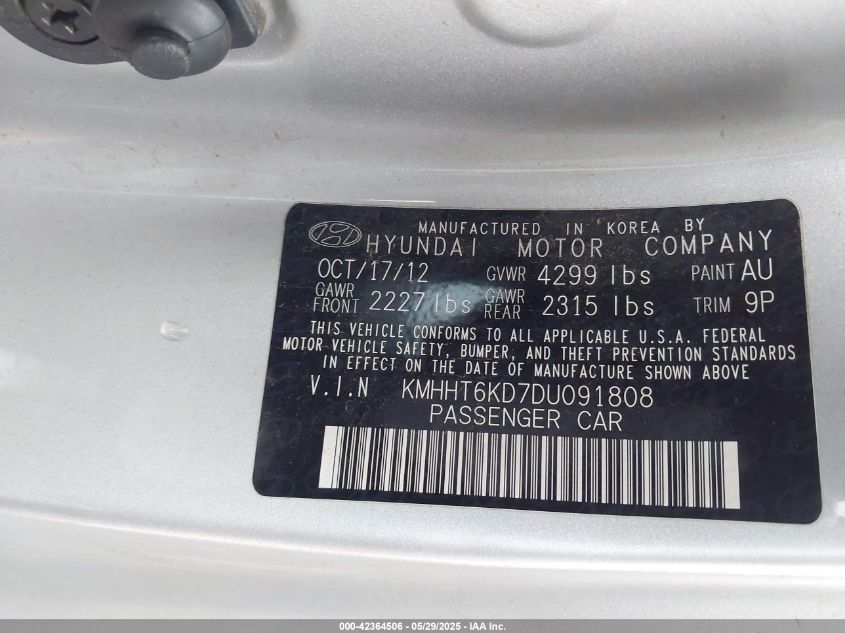 MANUFACTURED IN KOREA BY
HYUNDAI MOTOR COMPANY
OCT/17/12 GVWR 4299 lbs PAINT AU
GAWR FRONT 2227 lbs GAWR REAR 2315 lbs TRIM 9P
THIS VEHICLE CONFORMS TO ALL APPLICABLE U.S.A. FEDERAL
MOTOR VEHICLE SAFETY, BUMPER, AND THEFT PREVENTION STANDARDS
IN EFFECT ON THE DATE OF MANUFACTURE SHOWN ABOVE
V.I.N KMHHT6KD7DU091808
PASSENGER CAR
000-42364506 - 05/29/2025 - IAA Inc.